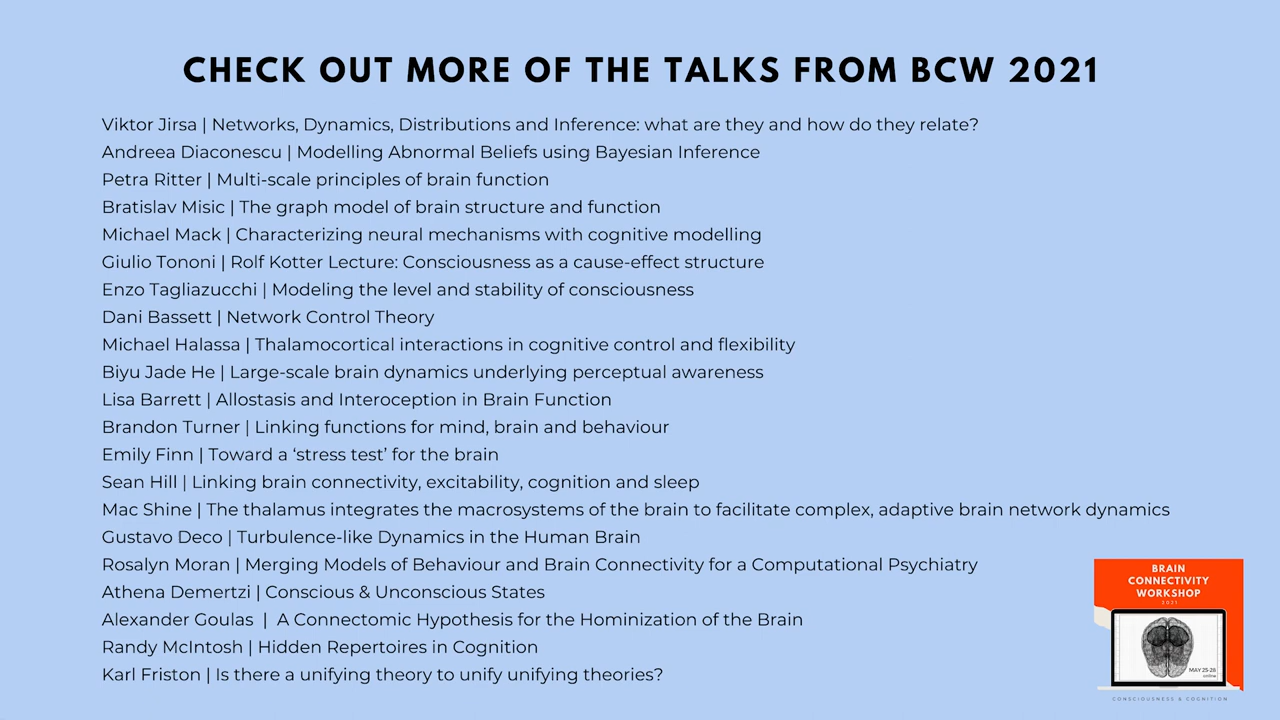 CHECK OUT MORE OF THE TALKS FROM BCW 2021
Viktor Jirsa | Networks, Dynamics, Distributions and Inference: what are they and how do they relate?
Andreea Diaconescu | Modelling Abnormal Beliefs using Bayesian Inference
Petra Ritter | Multi-scale principles of brain function
Bratislav Misic | The graph model of brain structure and function
Michael Mack | Characterizing neural mechanisms with cognitive modelling
Giulio Tononi | Rolf Kotter Lecture: Consciousness as a cause-effect structure
Enzo Tagliazucchi | Modeling the level and stability of consciousness
Dani Bassett | Network Control Theory
Michael Halassa | Thalamocortical interactions in cognitive control and flexibility
Biyu Jade He | Large-scale brain dynamics underlying perceptual awareness
Lisa Barrett | Allostasis and Interoception in Brain Function
Brandon Turner | Linking functions for mind, brain and behaviour
Emily Finn | Toward a ‘stress test’ for the brain
Sean Hill | Linking brain connectivity, excitability, cognition and sleep
Mac Shine | The thalamus integrates the macrosystems of the brain to facilitate complex, adaptive brain network dynamics
Gustavo Deco | Turbulence-like Dynamics in the Human Brain
Rosalyn Moran | Merging Models of Behaviour and Brain Connectivity for a Computational Psychiatry
Athena Demertzi | Conscious & Unconscious States
Alexander Goulas | A Connectomic Hypothesis for the Hominization of the Brain
Randy McIntosh | Hidden Repertoires in Cognition
Karl Friston | Is there a unifying theory to unify unifying theories?
BRAIN
CONNECTIVITY
WORKSHOP
2021
MAY 25-28
online
CONSCIOUSNESS & COGNITION